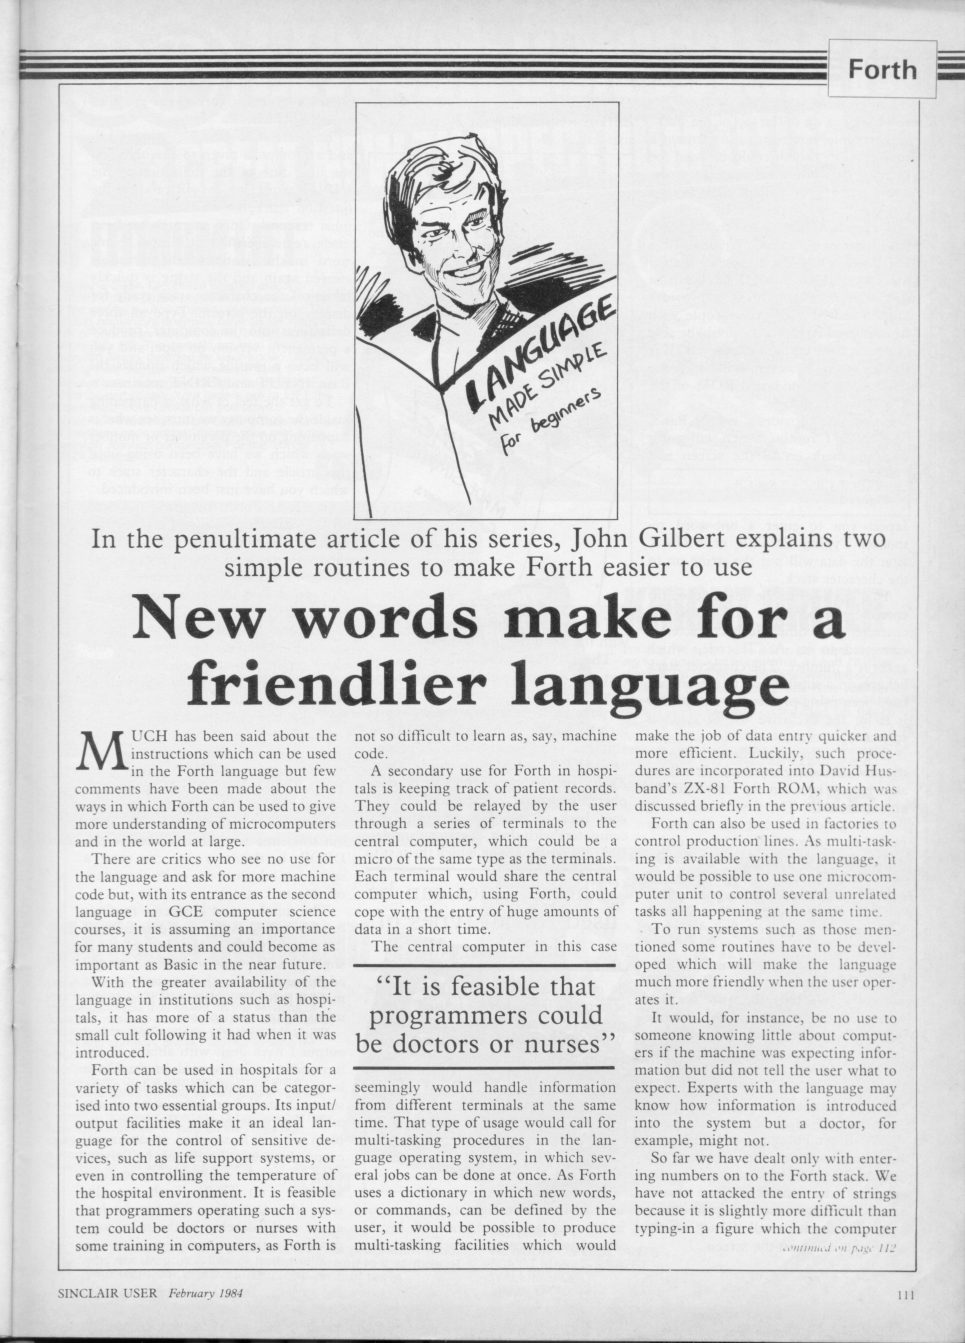 Forth
LANGUAGE
MADE SIMPLE
for beginners
In the penultimate article of his series, John Gilbert explains two
simple routines to make Forth easier to use
New words make for a
friendlier language
MUCH has been said about the
instructions which can be used
in the Forth language but few
comments have been made about the
ways in which Forth can be used to give
more understanding of microcomputers
and in the world at large.
There are critics who see no use for
the language and ask for more machine
code but, with its entrance as the second
language in GCE computer science
courses, it is assuming an importance
for many students and could become as
important as Basic in the near future.
With the greater availability of the
language in institutions such as hospi-
tals, it has more of a status than the
small cult following it had when it was
introduced.
Forth can be used in hospitals for a
variety of tasks which can be categor-
ised into two essential groups. Its input/
output facilities make it an ideal lan-
guage for the control of sensitive de-
vices, such as life support systems, or
even in controlling the temperature of
the hospital environment. It is feasible
that programmers operating such a sys-
tem could be doctors or nurses with
some training in computers, as Forth is
not so difficult to learn as, say, machine
code.
A secondary use for Forth in hospi-
tals is keeping track of patient records.
They could be relayed by the user
through a series of terminals to the
central computer, which could be a
micro of the same type as the terminals.
Each terminal would share the central
computer which, using Forth, could
cope with the entry of huge amounts of
data in a short time.
The central computer in this case
"It is feasible that
programmers could
be doctors or nurses"
seemingly would handle information
from different terminals at the same
time. That type of usage would call for
multi-tasking procedures in the lan-
guage operating system, in which sev-
eral jobs can be done at once. As Forth
uses a dictionary in which new words,
or commands, can be defined by the
user, it would be possible to produce
multi-tasking facilities which would
make the job of data entry quicker and
more efficient. Luckily, such proce-
dures are incorporated into David Hus-
band's ZX-81 Forth ROM, which was
discussed briefly in the previous article.
Forth can also be used in factories to
control production lines. As multi-task-
ing is available with the language, it
would be possible to use one microcom-
puter unit to control several unrelated
tasks all happening at the same time.
To run systems such as those men-
tioned some routines have to be devel-
oped which will make the language
much more friendly when the user oper-
ates it.
It would, for instance, be no use to
someone knowing little about comput-
ers if the machine was expecting infor-
mation but did not tell the user what to
expect. Experts with the language may
know how information is introduced
into the system but a doctor, for
example, might not.
So far we have dealt only with enter-
ing numbers on to the Forth stack. We
have not attacked the entry of strings
because it is slightly more difficult than
typing-in a figure which the computer
continued on page 112
SINCLAIR USER February 1984
111